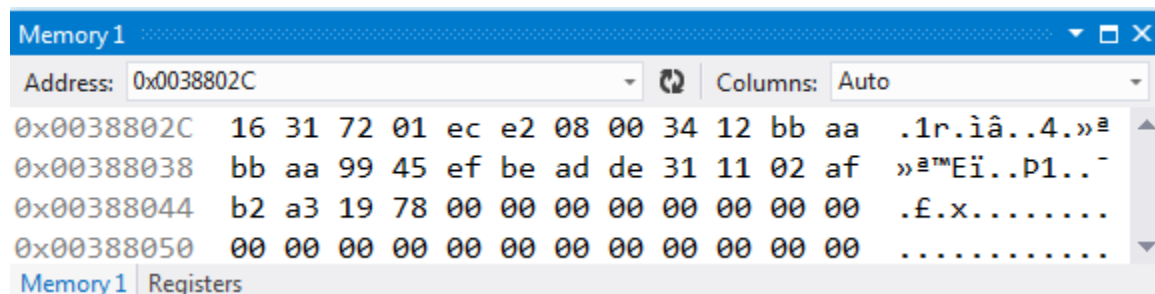 Memory 1
Address: 0x0038802C Columns: Auto
0x0038802C 16 31 72 01 ec e2 08 00 34 12 bb aa .1r.ìâ..4.»ª
0x00388038 bb aa 99 45 ef be ad de 31 11 02 af »ª™Eï..Þ1..¯
0x00388044 b2 a3 19 78 00 00 00 00 00 00 00 00 .£.x........
0x00388050 00 00 00 00 00 00 00 00 00 00 00 00 ............
Memory 1 Registers